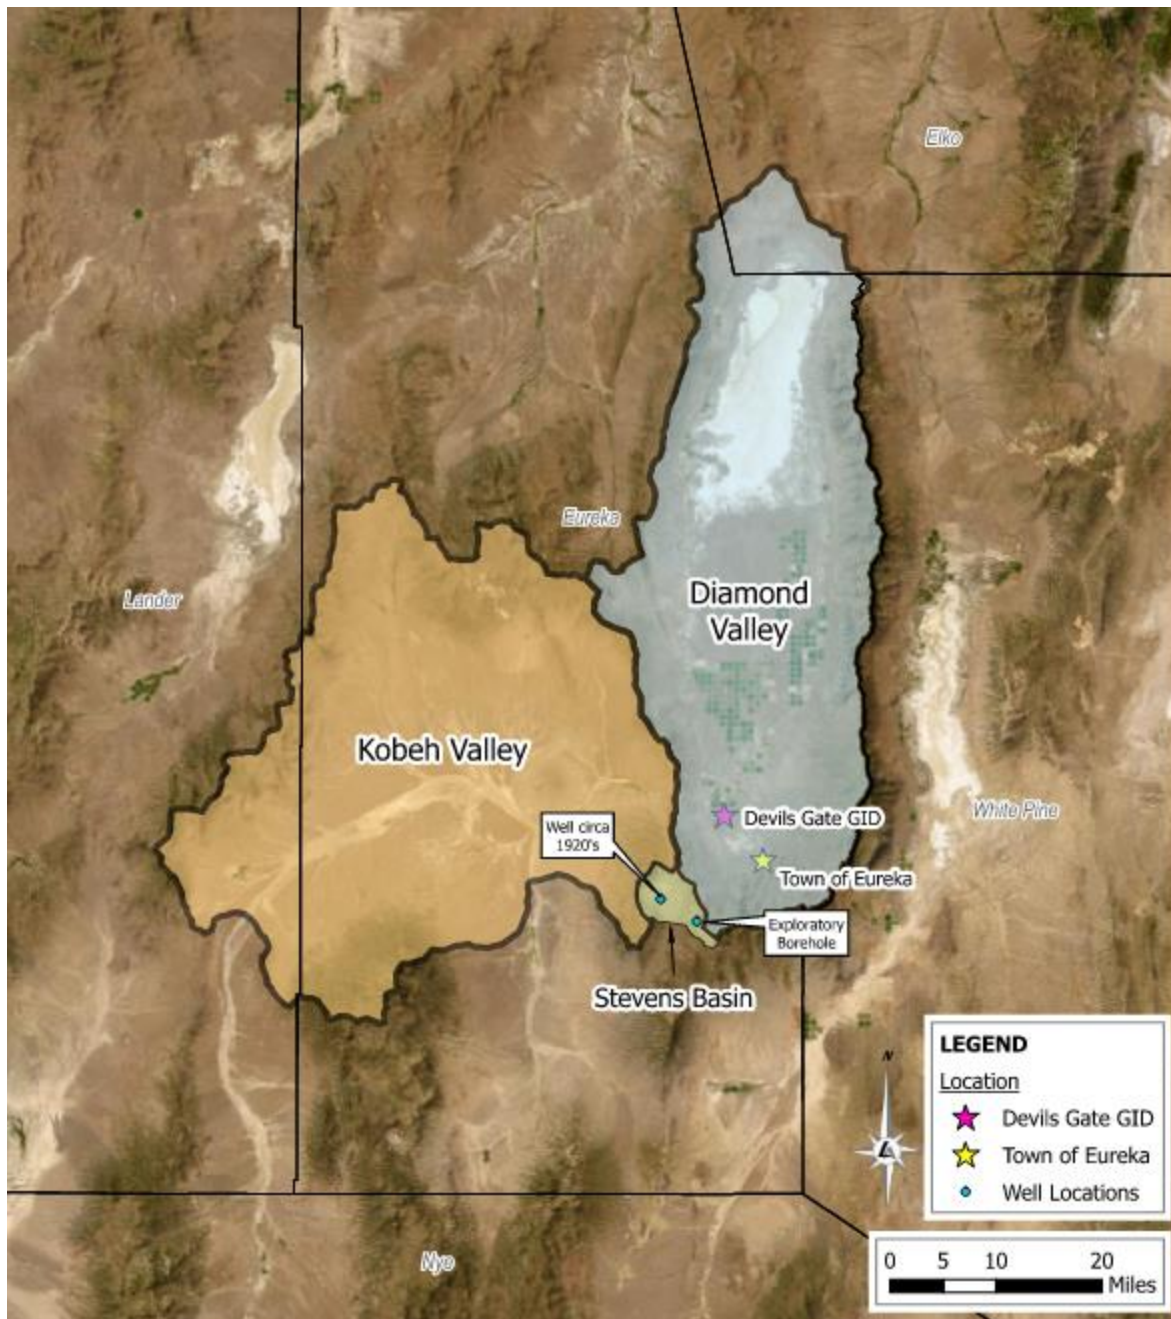 Elko
Eureka
Diamond
Valley
Lander
Kobeh Valley
White Pine
Devils Gate GID
Well circa
1920's
Town of Eureka
Exploratory
Borehole
Stevens Basin
LEGEND
Location
Devils Gate GID
Town of Eureka
Well Locations
N
Nye
0 5 10 20
Miles